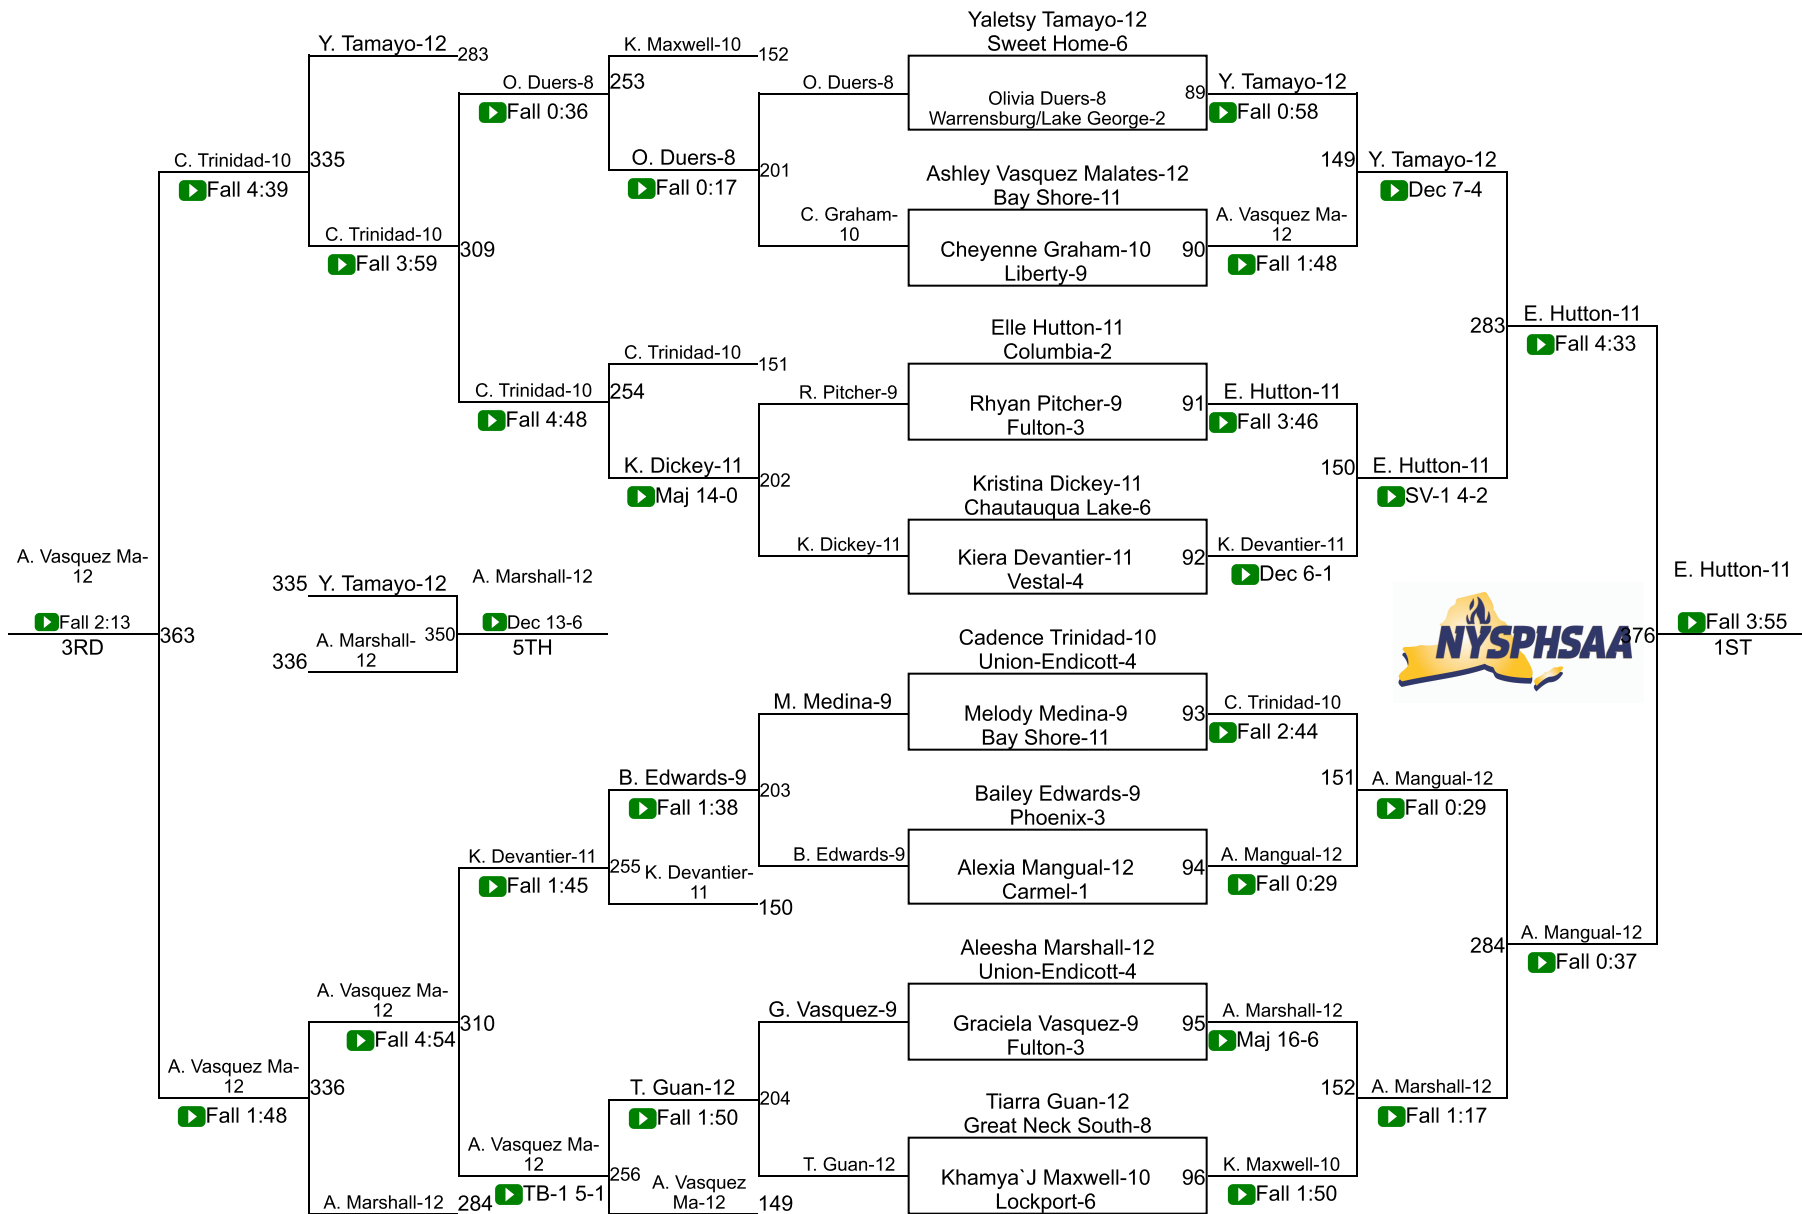 Yaletsy Tamayo-12
Sweet Home-6
Y. Tamayo-12
283
K. Maxwell-10
152
O. Duers-8
253
Fall 0:36
O. Duers-8
Olivia Duers-8
Warrensburg/Lake George-2
89
Y. Tamayo-12
Fall 0:58
C. Trinidad-10
335
Fall 4:39
O. Duers-8
201
Fall 0:17
149
Y. Tamayo-12
Dec 7-4
Ashley Vasquez Malates-12
Bay Shore-11
C. Graham-
10
A. Vasquez Ma-
12
C. Trinidad-10
309
Fall 3:59
Cheyenne Graham-10
Liberty-9
90
Fall 1:48
Elle Hutton-11
Columbia-2
283
E. Hutton-11
Fall 4:33
C. Trinidad-10
151
C. Trinidad-10
254
Fall 4:48
R. Pitcher-9
Rhyan Pitcher-9
Fulton-3
91
E. Hutton-11
Fall 3:46
K. Dickey-11
202
Maj 14-0
150
E. Hutton-11
SV-1 4-2
Kristina Dickey-11
Chautauqua Lake-6
K. Dickey-11
Kiera Devantier-11
Vestal-4
92
K. Devantier-11
Dec 6-1
A. Vasquez Ma-
12
Fall 2:13
3RD
363
335
Y. Tamayo-12
A. Marshall-12
336
A. Marshall-
12
350
Dec 13-6
5TH
E. Hutton-11
Fall 3:55
1ST
376
NYSPHSAA
Cadence Trinidad-10
Union-Endicott-4
M. Medina-9
Melody Medina-9
Bay Shore-11
93
C. Trinidad-10
Fall 2:44
B. Edwards-9
203
Fall 1:38
151
A. Mangual-12
Fall 0:29
Bailey Edwards-9
Phoenix-3
K. Devantier-11
255
Fall 1:45
K. Devantier-
11
150
B. Edwards-9
Alexia Mangual-12
Carmel-1
94
A. Mangual-12
Fall 0:29
Aleesha Marshall-12
Union-Endicott-4
284
A. Mangual-12
Fall 0:37
A. Vasquez Ma-
12
310
Fall 4:54
G. Vasquez-9
Graciela Vasquez-9
Fulton-3
95
A. Marshall-12
Maj 16-6
A. Vasquez Ma-
12
336
Fall 1:48
T. Guan-12
204
Fall 1:50
152
A. Marshall-12
Fall 1:17
Tiarra Guan-12
Great Neck South-8
A. Vasquez Ma-
12
256
TB-1 5-1
T. Guan-12
Khamya`J Maxwell-10
Lockport-6
96
K. Maxwell-10
Fall 1:50
A. Marshall-12
284
A. Vasquez
Ma-12
149